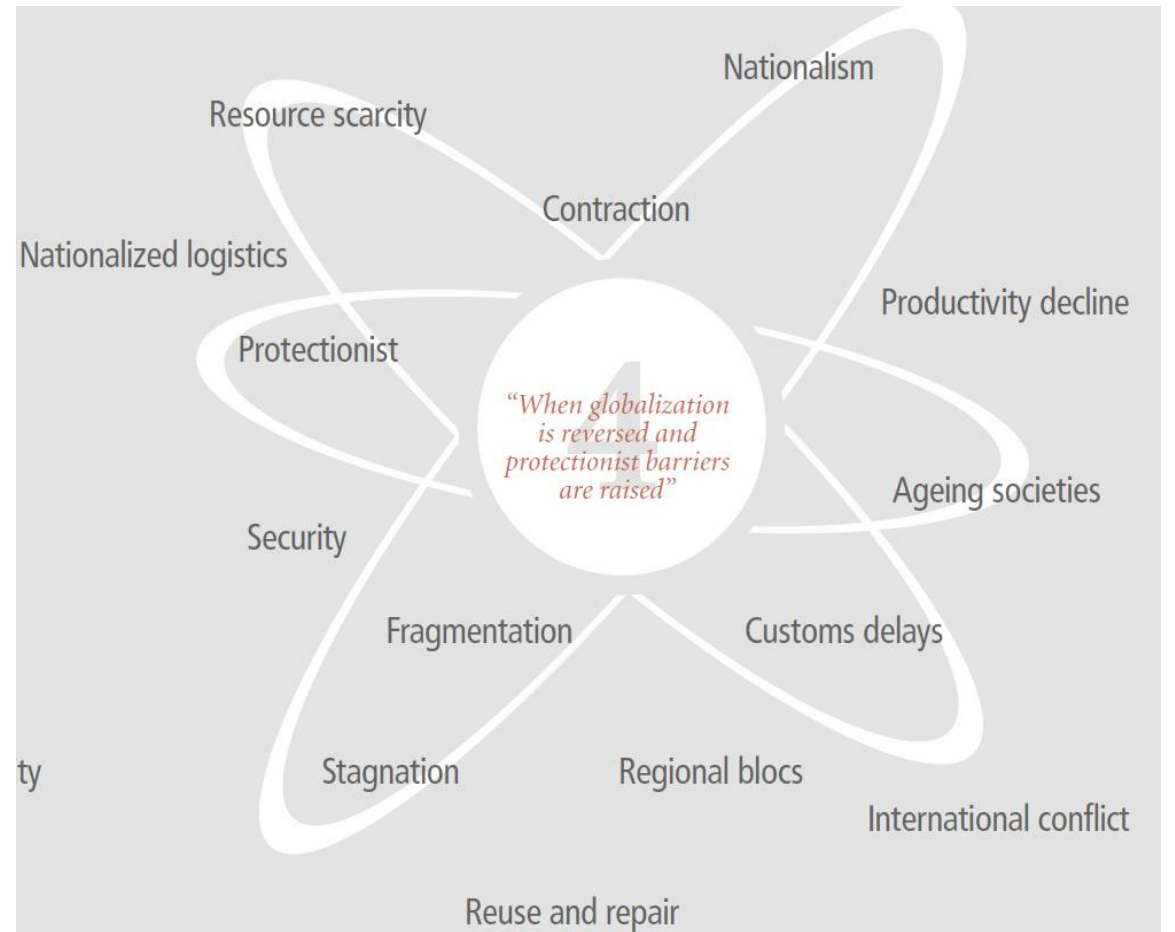 Nationalism
Resource scarcity
Contraction
Nationalized logistics
Productivity decline
Protectionist
4
“When globalization
is reversed and
protectionist barriers
are raised”
Ageing societies
Security
Fragmentation
Customs delays
ty
Stagnation
Regional blocs
International conflict
Reuse and repair